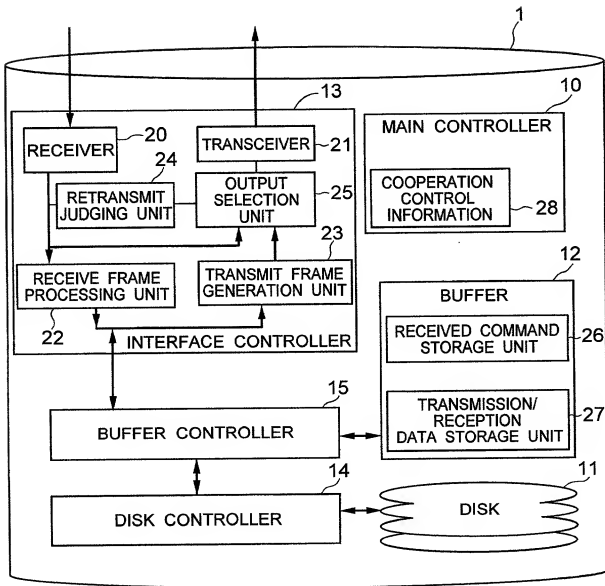 1
13
10
RECEIVER
20
TRANSCEIVER
21
MAIN CONTROLLER
24
RETRANSMIT
JUDGING UNIT
OUTPUT
SELECTION
UNIT
25
COOPERATION
CONTROL
INFORMATION
28
23
RECEIVE FRAME
PROCESSING UNIT
22
TRANSMIT FRAME
GENERATION UNIT
INTERFACE CONTROLLER
12
BUFFER
RECEIVED COMMAND
STORAGE UNIT
26
TRANSMISSION/
RECEPTION
DATA STORAGE UNIT
27
15
BUFFER CONTROLLER
14
DISK CONTROLLER
11
DISK